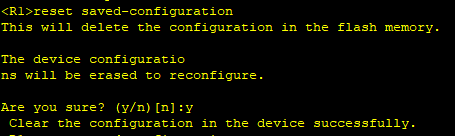 <R1>reset saved-configuration
This will delete the configuration in the flash memory.
The device configuratio
ns will be erased to reconfigure.
Are you sure? (y/n)[n]:y
 Clear the configuration in the device successfully.